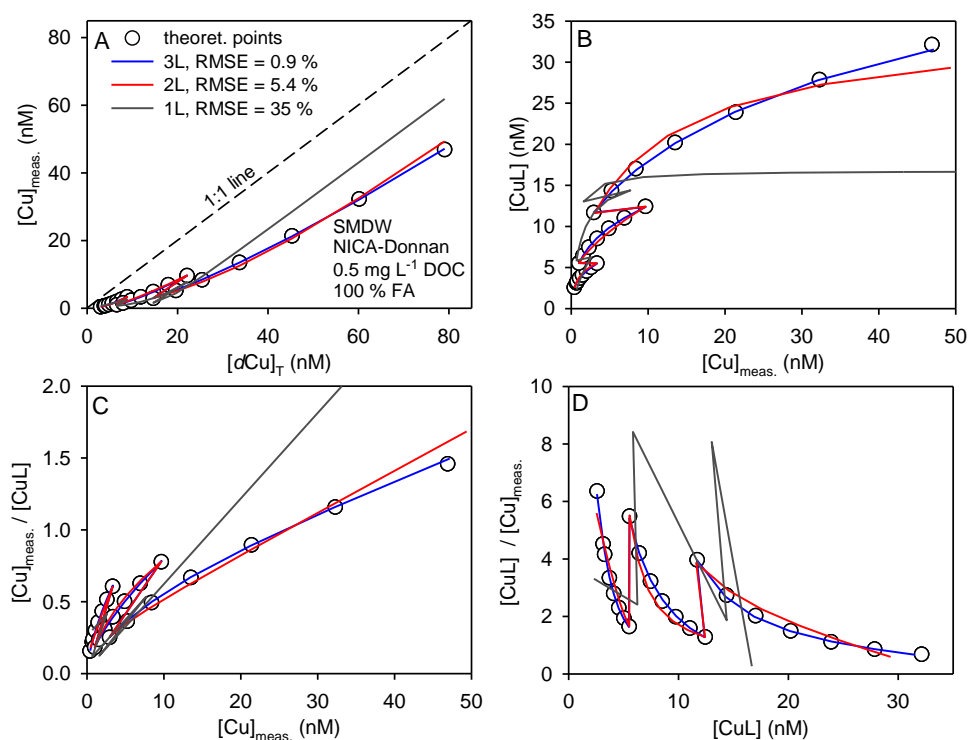 A
theoret. points
3L, RMSE = 0.9 %
2L, RMSE = 5.4 %
1L, RMSE = 35 %
1:1 line
SMDW
NICA-Donnan
0.5 mg L⁻¹ DOC
100 % FA
80
60
40
20
0
[Cu]meas. (nM)
0 10 20 30 40 50 60 70 80
[dCu]T (nM)
B
35
30
25
20
15
10
5
0
[CuL] (nM)
0 10 20 30 40 50
[Cu]meas. (nM)
C
2.0
1.5
1.0
0.5
0.0
[Cu]meas. / [CuL]
0 10 20 30 40 50
[Cu]meas. (nM)
D
10
8
6
4
2
0
[CuL] / [Cu]meas.
0 10 20 30
[CuL] (nM)